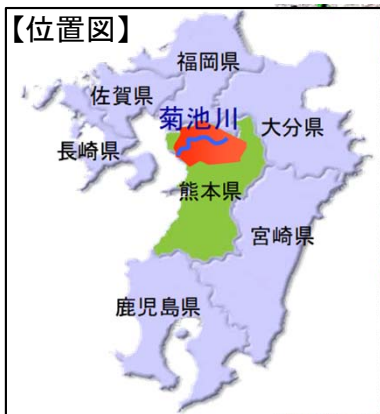 【位置図】
福岡県
佐賀県
菊池川
大分県
長崎県
熊本県
宮崎県
鹿児島県